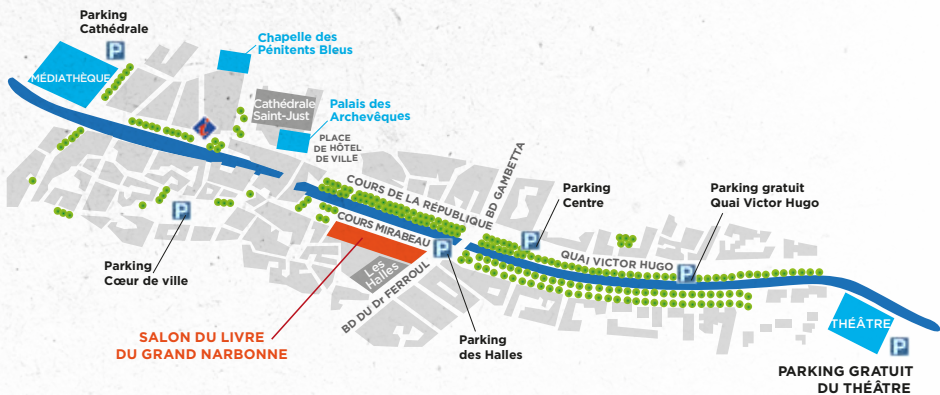 Parking
Cathédrale
P
MÉDIATHÈQUE
Chapelle des
Pénitents Bleus
Cathédrale
Saint-Just
Palais des
Archevêques
PLACE
DE HÔTEL
DE VILLE
COURS DE LA RÉPUBLIQUE
BD GAMBETTA
COURS MIRABEAU
P
Parking
Centre
P
Parking gratuit
Quai Victor Hugo
QUAI VICTOR HUGO
P
P
Parking
Cœur de ville
Les
Halles
BD DU Dr FERROUL
P
Parking
des Halles
SALON DU LIVRE
DU GRAND NARBONNE
THÉÂTRE
P
PARKING GRATUIT
DU THÉÂTRE